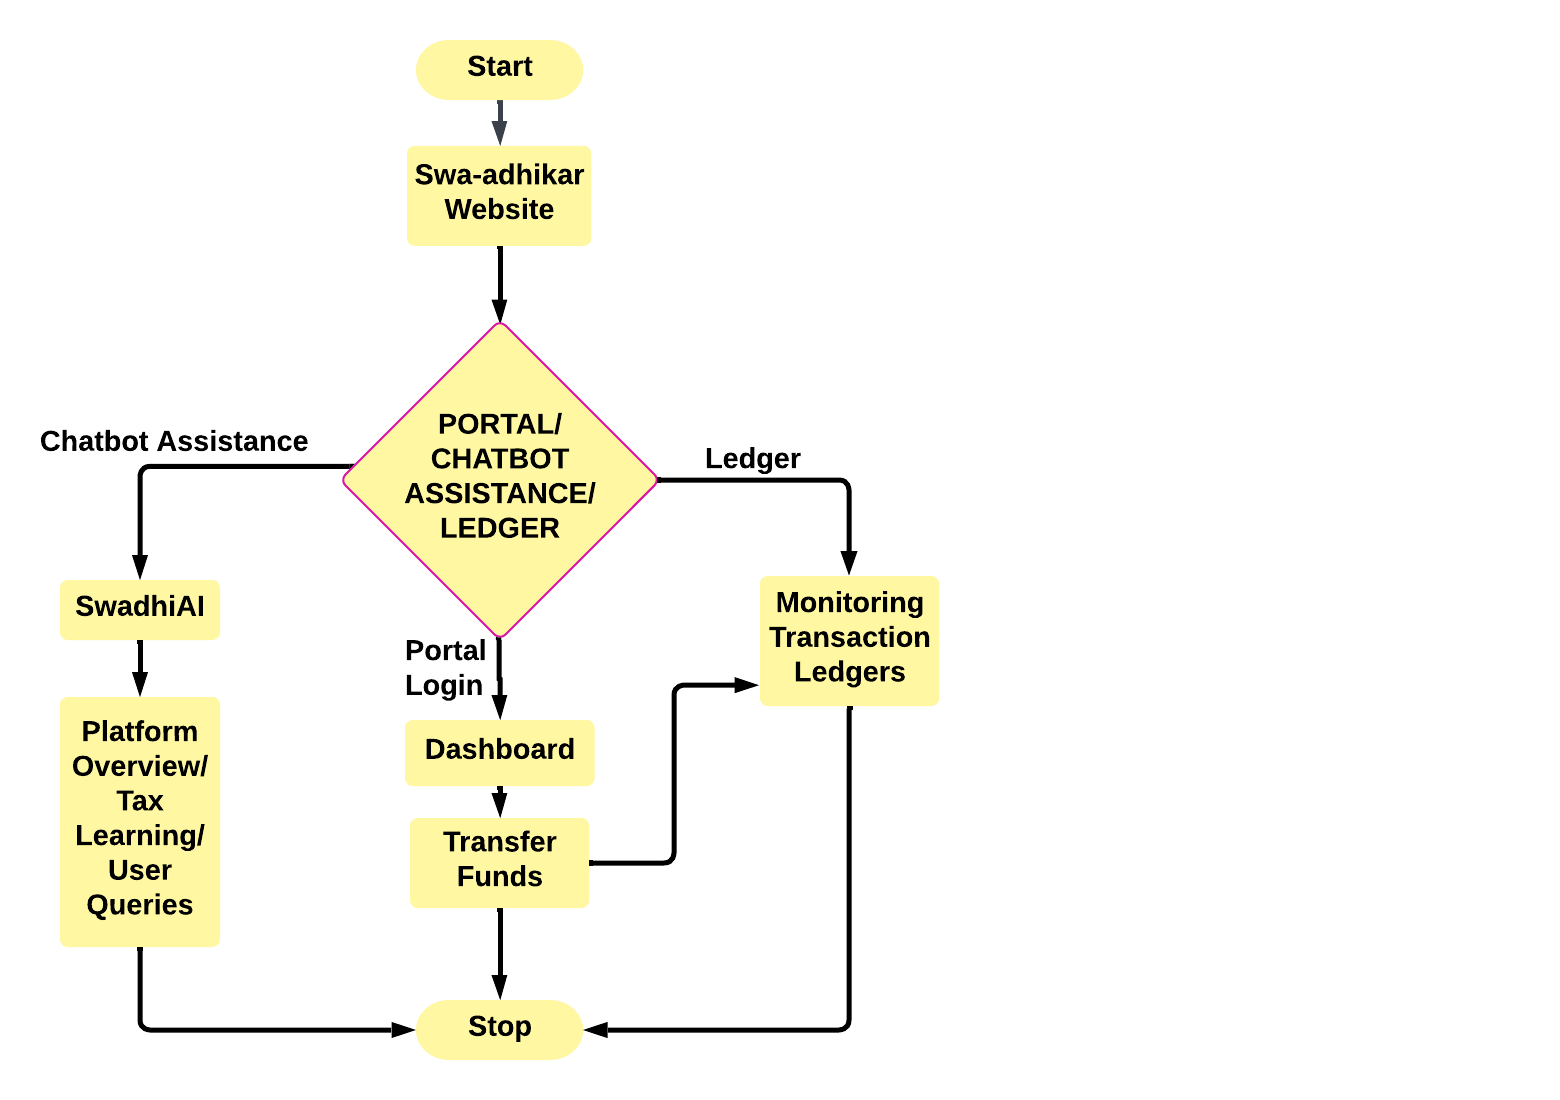 Start
Swa-adhikar
Website
PORTAL/
CHATBOT
ASSISTANCE/
LEDGER
Chatbot Assistance
Ledger
SwadhiAI
Monitoring
Transaction
Ledgers
Portal
Login
Platform
Overview/
Tax
Learning/
User
Queries
Dashboard
Transfer
Funds
Stop